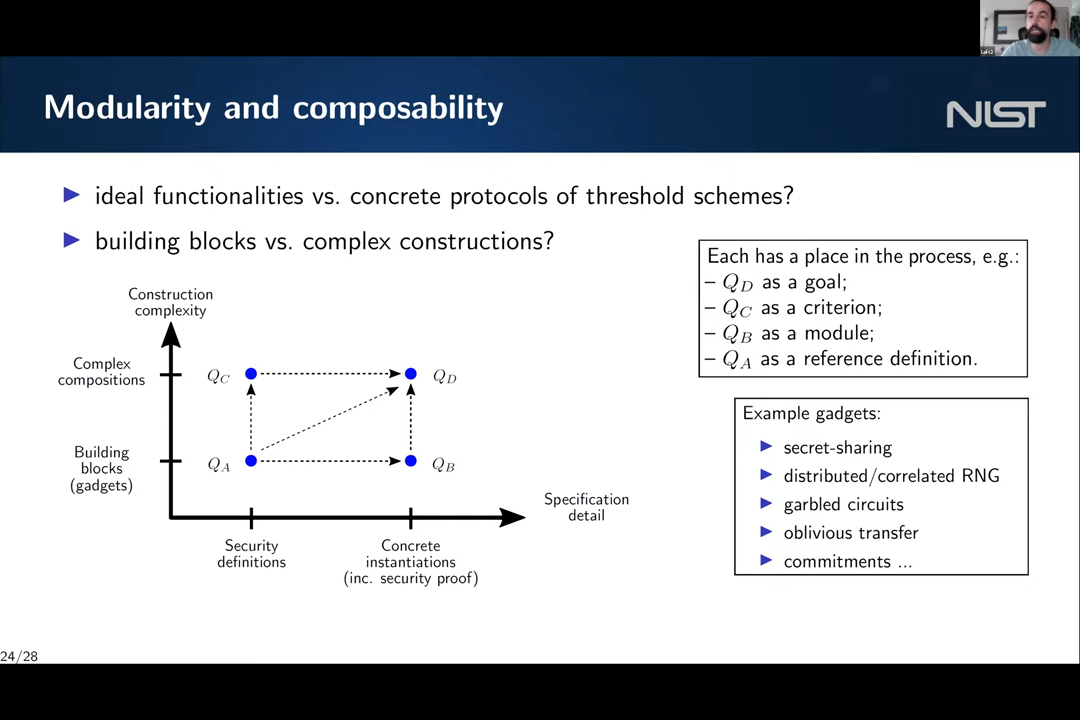 Modularity and composability
NIST
▶ ideal functionalities vs. concrete protocols of threshold schemes?
▶ building blocks vs. complex constructions?
Construction
complexity
Complex
compositions
Q_C
Q_D
Building
blocks
(gadgets)
Q_A
Q_B
Specification
detail
Security
definitions
Concrete
instantiations
(inc. security proof)
Each has a place in the process, e.g.:
– Q_D as a goal;
– Q_C as a criterion;
– Q_B as a module;
– Q_A as a reference definition.
Example gadgets:
▶ secret-sharing
▶ distributed/correlated RNG
▶ garbled circuits
▶ oblivious transfer
▶ commitments ...
24/28